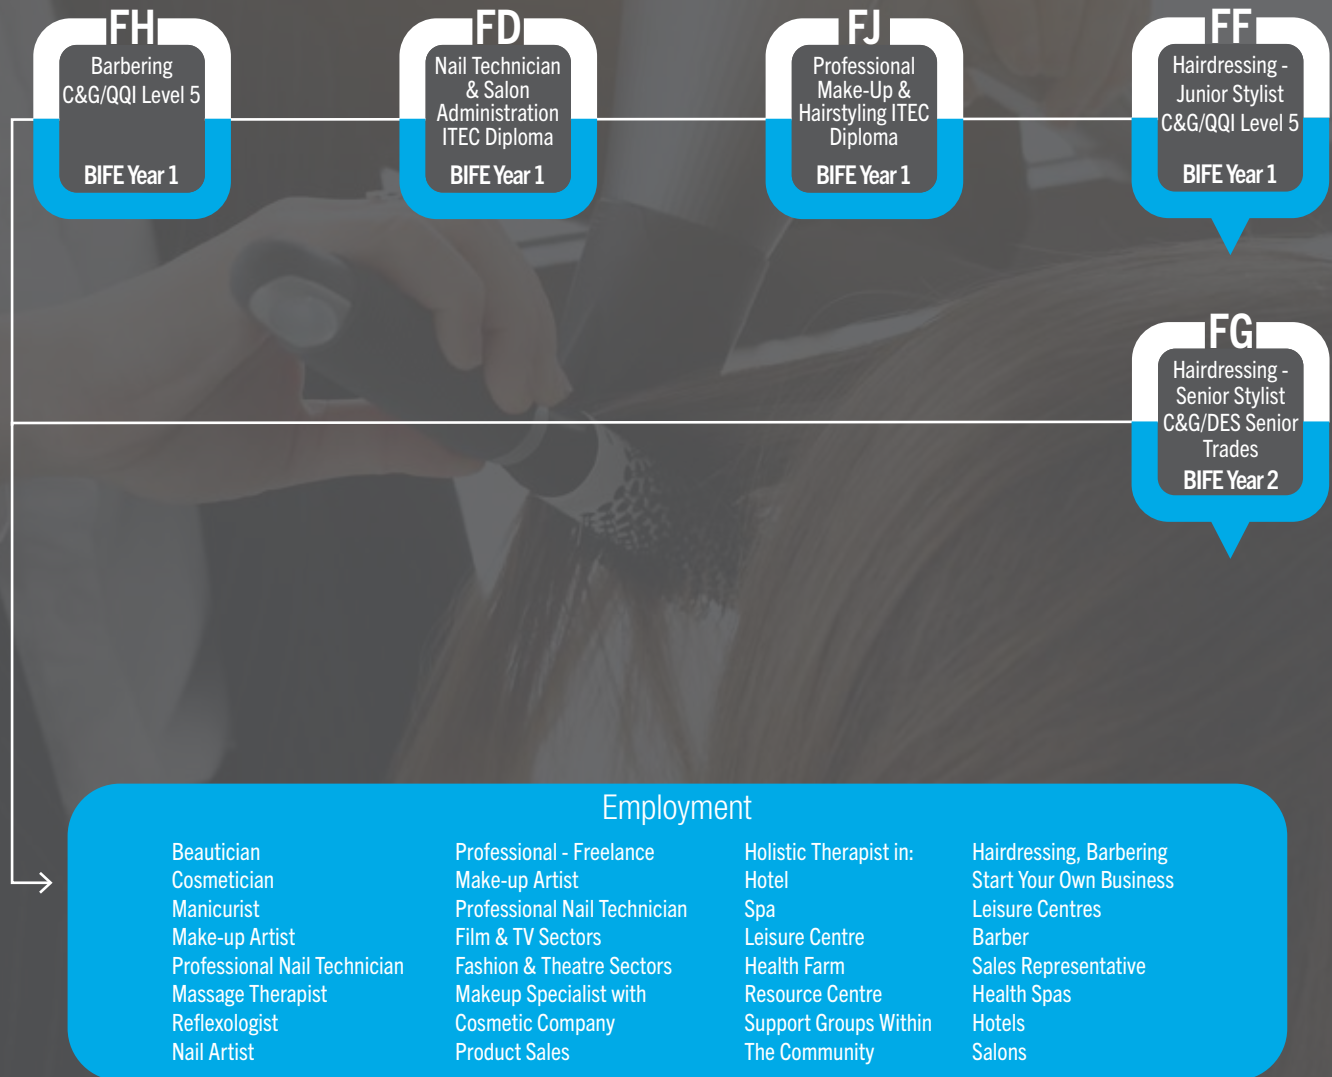 FH
Barbering
C&G/QQI Level 5
BIFE Year 1
FD
Nail Technician
& Salon
Administration
ITEC Diploma
BIFE Year 1
FJ
Professional
Make-Up &
Hairstyling ITEC
Diploma
BIFE Year 1
FF
Hairdressing -
Junior Stylist
C&G/QQI Level 5
BIFE Year 1
FG
Hairdressing -
Senior Stylist
C&G/DES Senior
Trades
BIFE Year 2
Employment
Beautician
Cosmetician
Manicurist
Make-up Artist
Professional Nail Technician
Massage Therapist
Reflexologist
Nail Artist
Professional - Freelance
Make-up Artist
Professional Nail Technician
Film & TV Sectors
Fashion & Theatre Sectors
Makeup Specialist with
Cosmetic Company
Product Sales
Holistic Therapist in:
Hotel
Spa
Leisure Centre
Health Farm
Resource Centre
Support Groups Within
The Community
Hairdressing, Barbering
Start Your Own Business
Leisure Centres
Barber
Sales Representative
Health Spas
Hotels
Salons